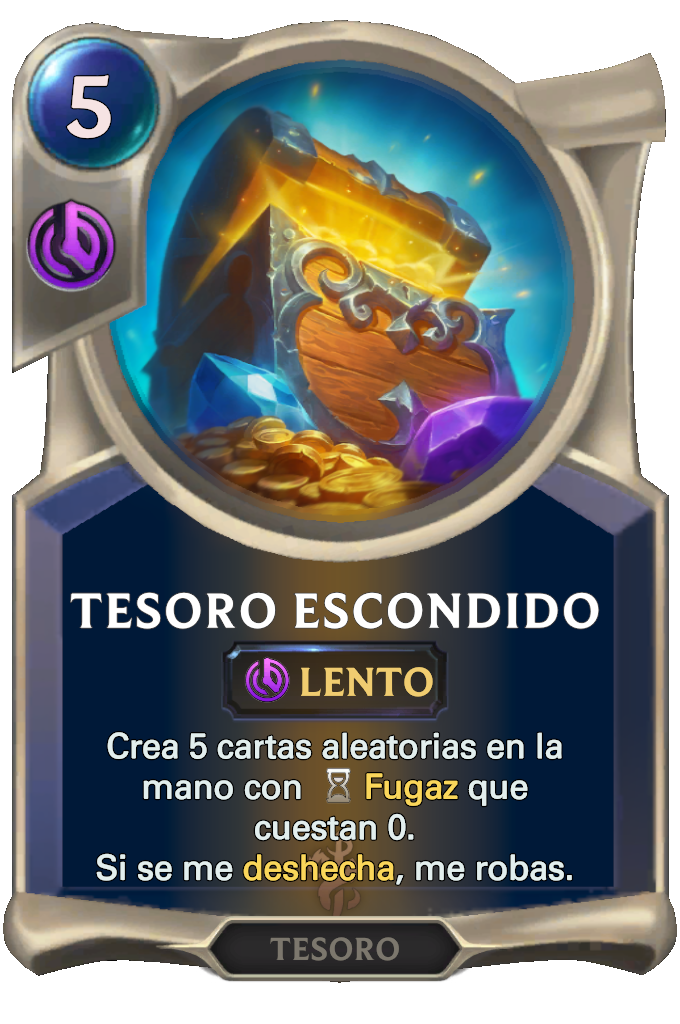 5
TESORO ESCONDIDO
LENTO
Crea 5 cartas aleatorias en la
mano con Fugaz que
cuestan 0.
Si se me deshecha, me robas.
TESORO